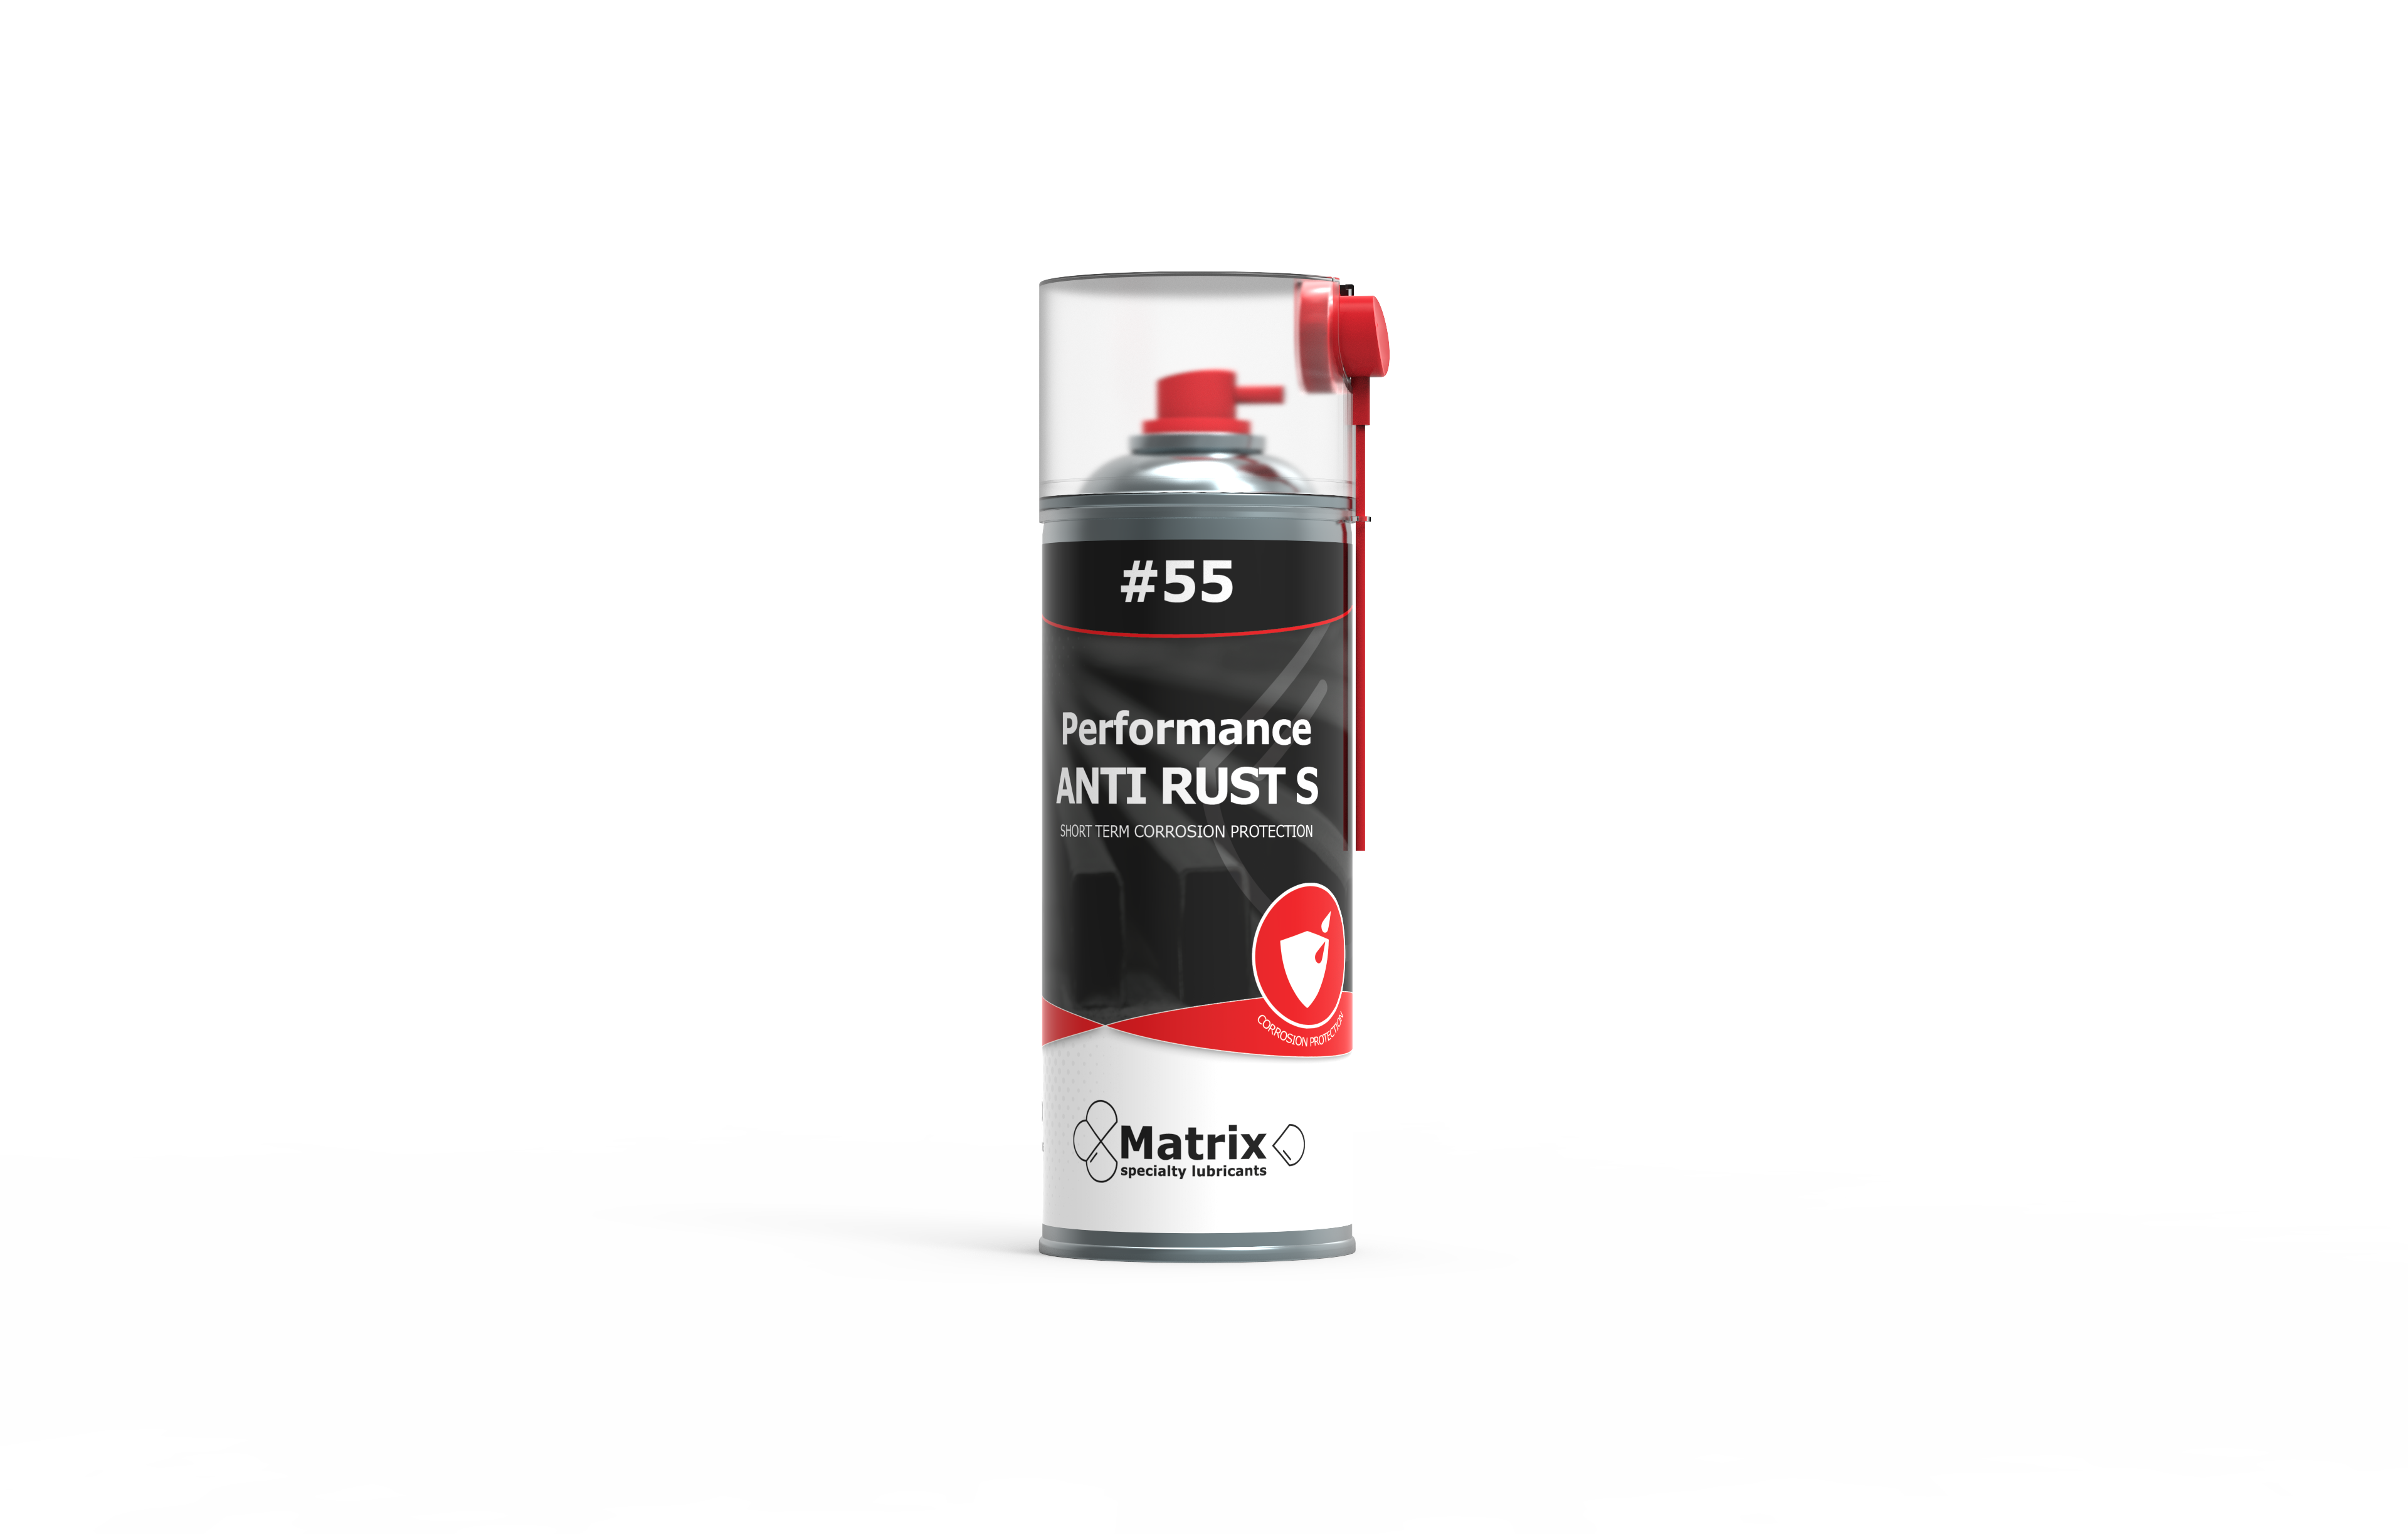 #55
Performance
ANTI RUST S
SHORT TERM CORROSION PROTECTION
CORROSION PROTECTION
Matrix
specialty lubricants